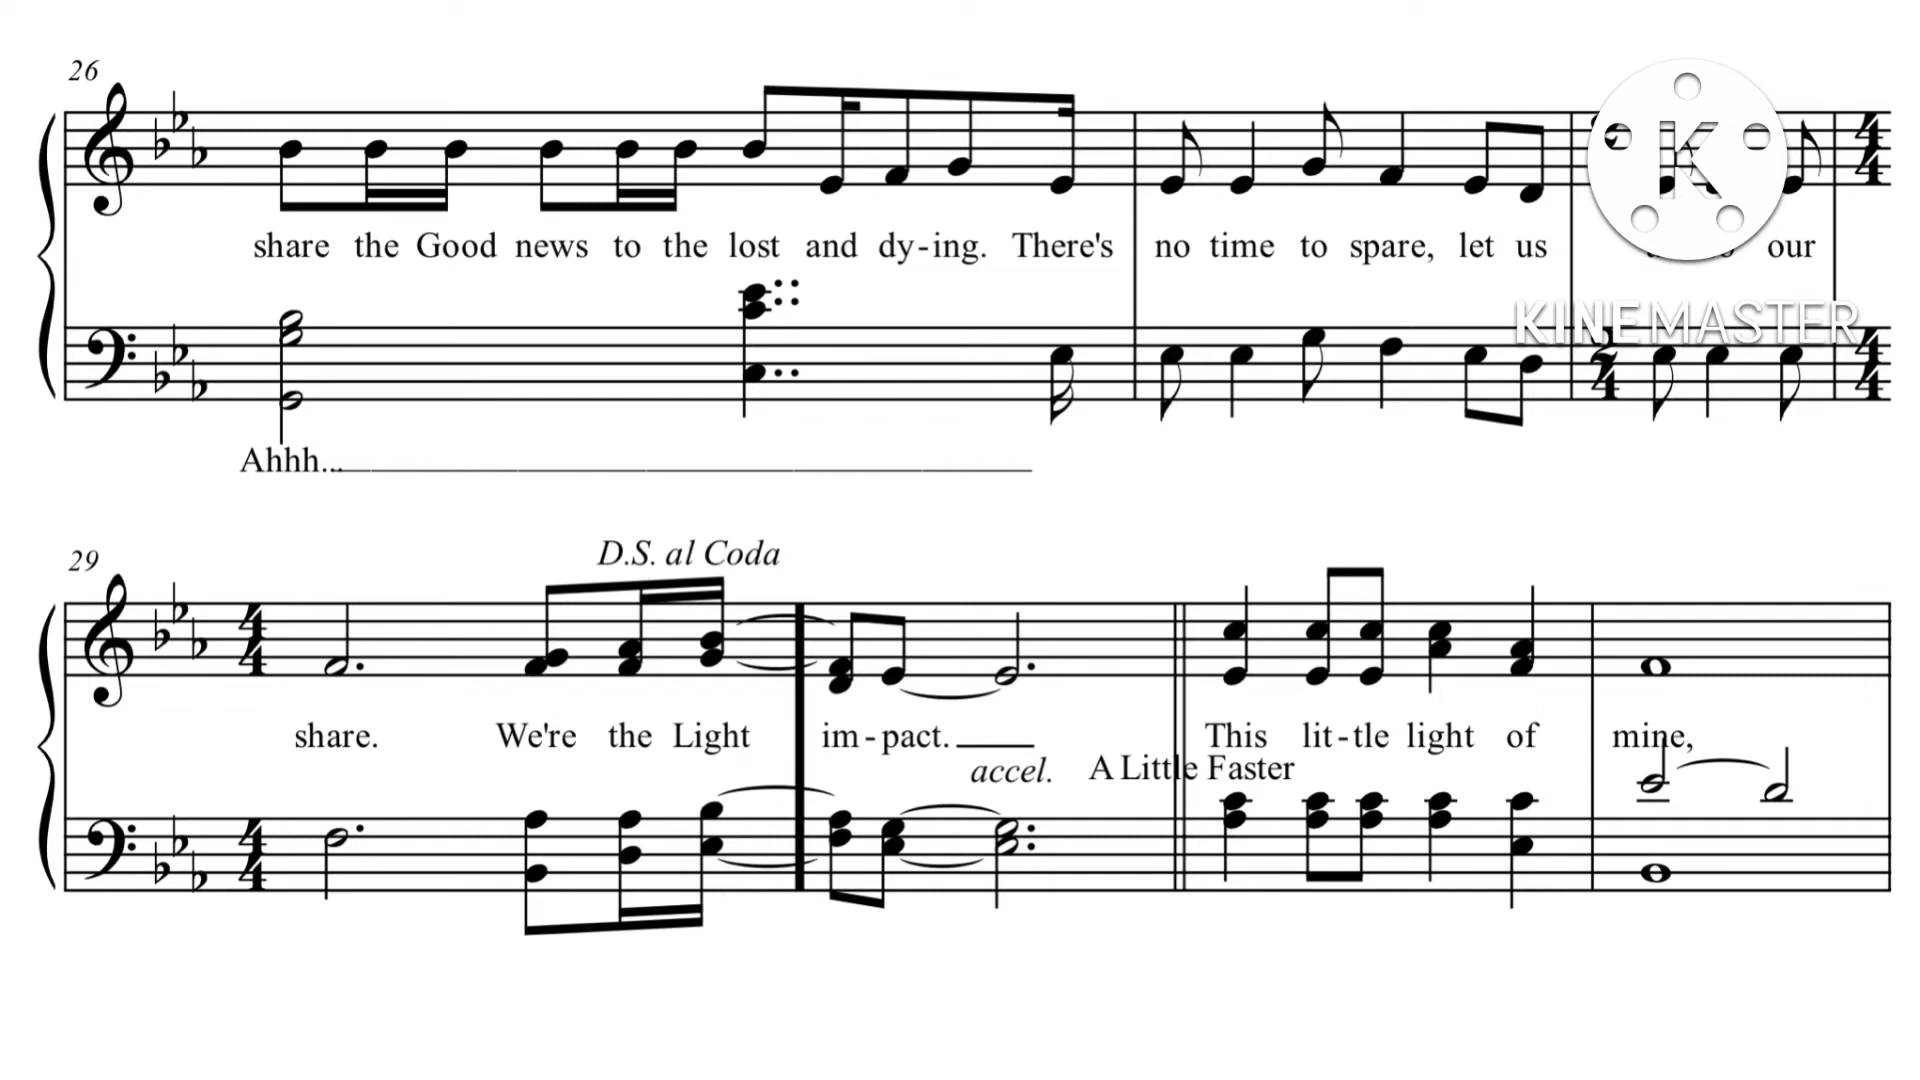 26
share the Good news to the lost and dy-ing. There's no time to spare, let us our
KINEMASTER
Ahhh...
29
D.S. al Coda
share. We're the Light im-pact. This lit-tle light of mine,
accel. A Little Faster